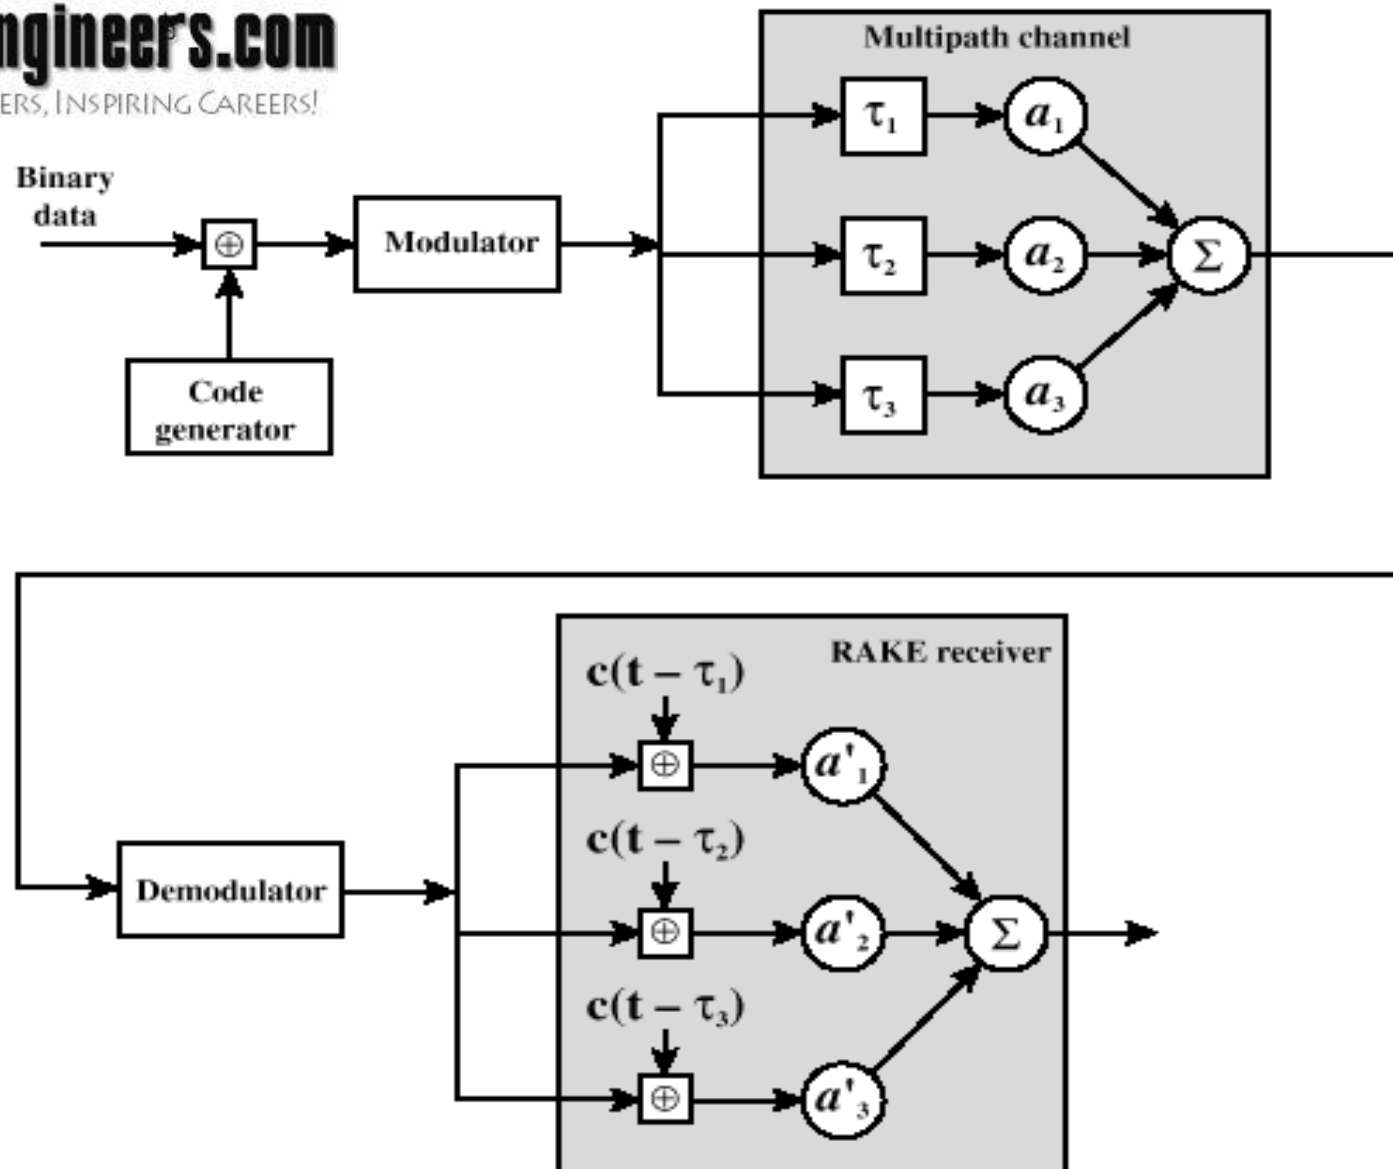 ngineers.com
ERS, INSPIRING CAREERS!
Multipath channel
τ₁ a₁
Binary
data
⊕
Modulator
τ₂ a₂ Σ
Code
generator
τ₃ a₃
RAKE receiver
c(t – τ₁)
⊕ a'₁
c(t – τ₂)
Demodulator
⊕ a'₂ Σ
c(t – τ₃)
⊕ a'₃